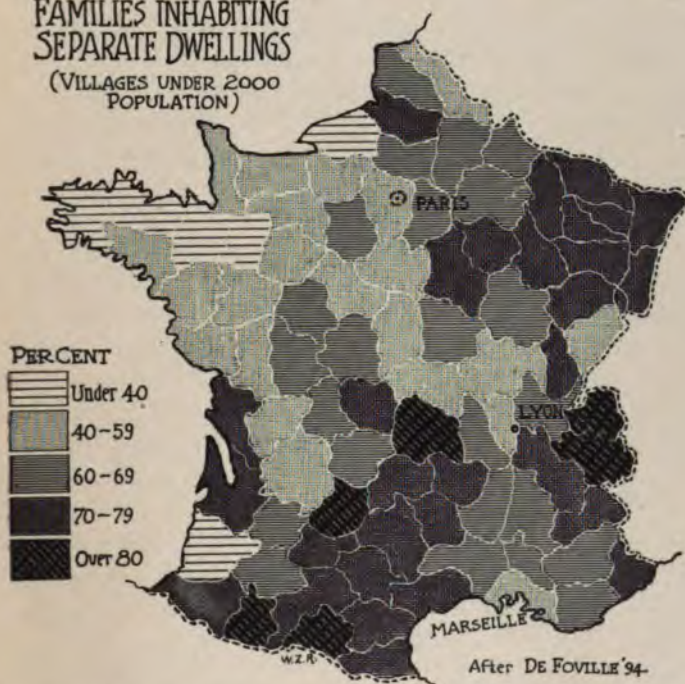 FAMILIES INHABITING
SEPARATE DWELLINGS
(VILLAGES UNDER 2000
POPULATION)
PARIS
PER CENT
Under 40
40-59
60-69
70-79
Over 80
LYON
MARSEILLE
W.Z.R.
After DE FOVILLE '94